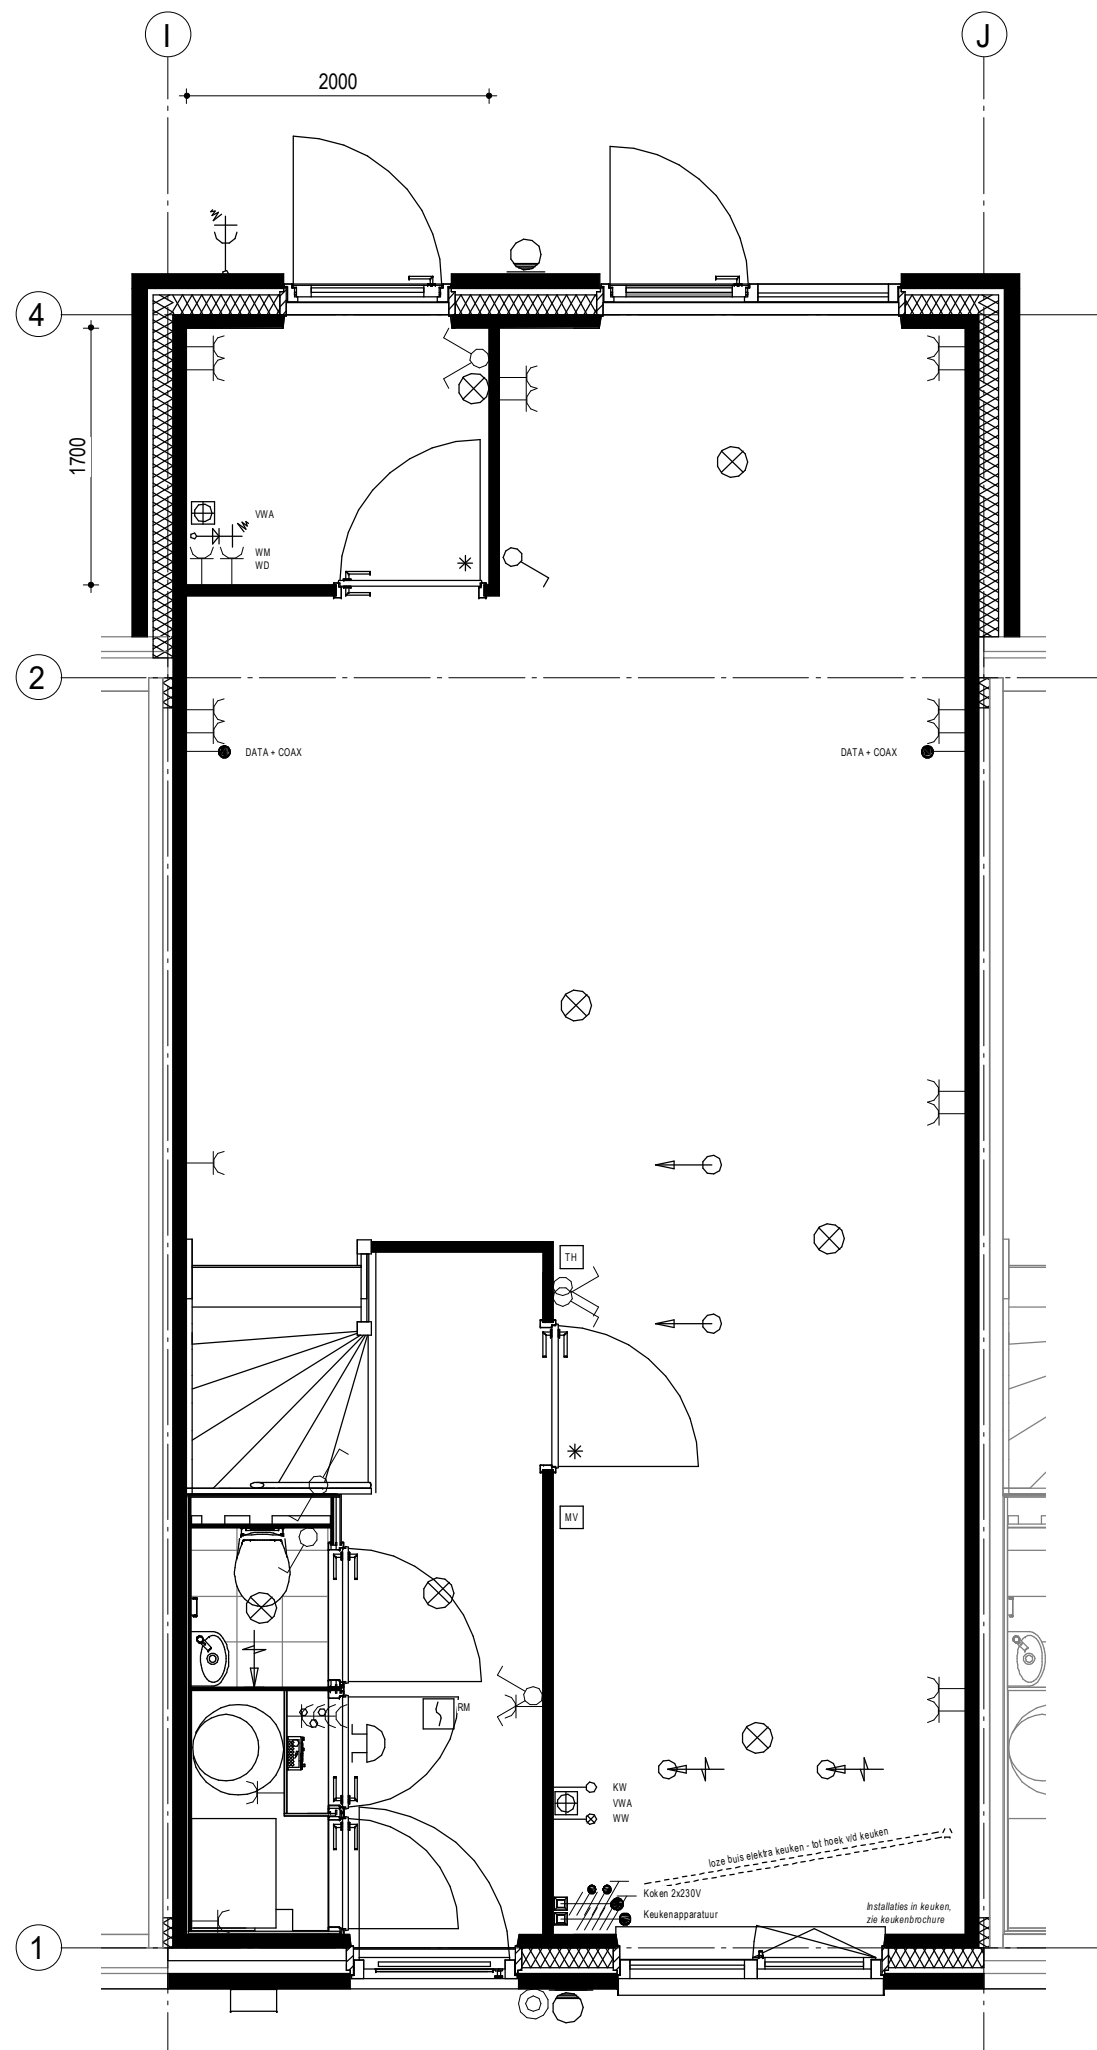 I
J
2000
4
1700
VWA
WM
WD
2
DATA + COAX
DATA + COAX
TH
MV
RM
KW
VWA
WW
loze buis elektra keuken - tot hoek v/d keuken
Koken 2x230V
Keukenapparatuur
Installaties in keuken,
zie keukenbrochure
1